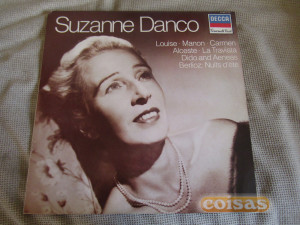 Suzanne Danco
DECCA
Louise · Manon · Carmen
Alceste · La Traviata
Dido and Aeneas
Berlioz: Nuits d'été
coisas